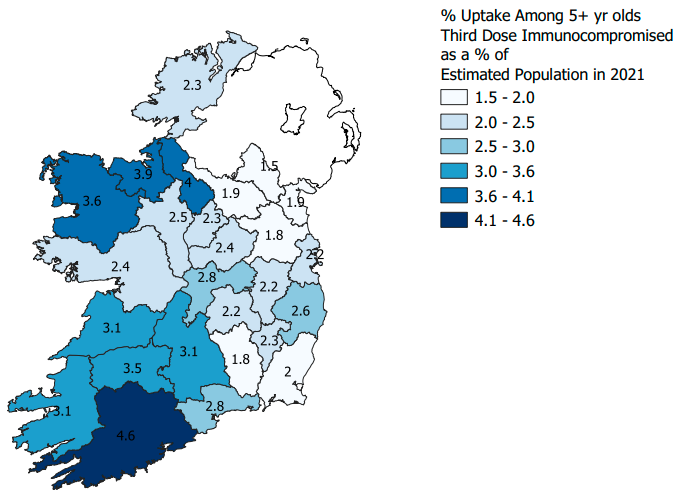 % Uptake Among 5+ yr olds
Third Dose Immunocompromised
as a % of
Estimated Population in 2021
1.5 - 2.0
2.0 - 2.5
2.5 - 3.0
3.0 - 3.6
3.6 - 4.1
4.1 - 4.6
2.3
1.5
3.9
4
1.9
3.6
1.9
2.5
2.3
1.8
2.4
2.2
2.4
2.8
2.2
2.2
2.6
3.1
2.3
3.1
1.8
3.5
2
3.1
2.8
4.6